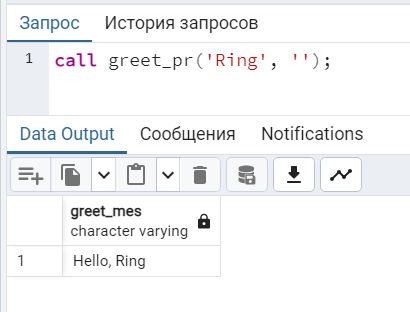 Запрос История запросов
1 call greet_pr('Ring', '');
Data Output Сообщения Notifications
greet_mes
character varying
1 Hello, Ring